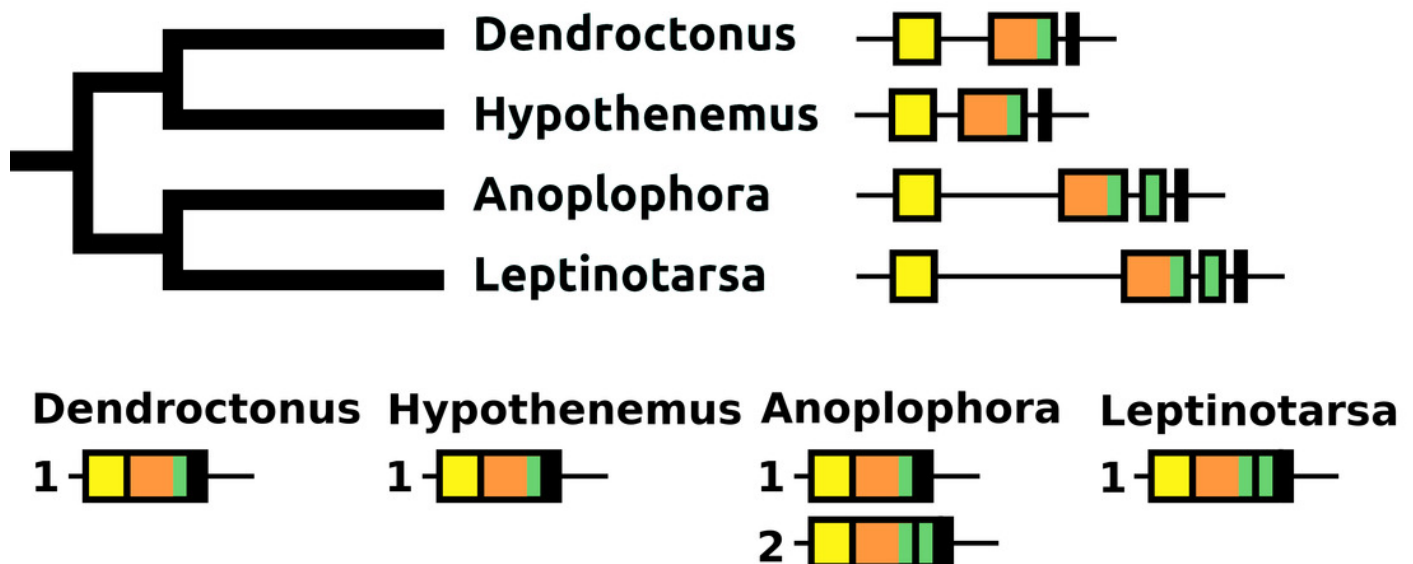 Dendroctonus
Hypothenemus
Anoplophora
Leptinotarsa
Dendroctonus Hypothenemus Anoplophora Leptinotarsa
1 1 1 1
2